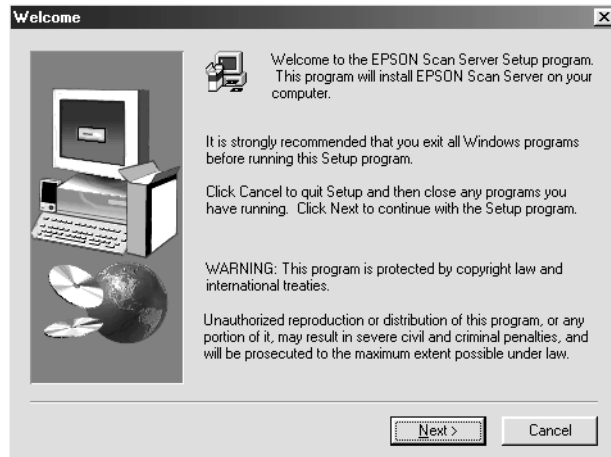 Welcome
Welcome to the EPSON Scan Server Setup program.
This program will install EPSON Scan Server on your
computer.
It is strongly recommended that you exit all Windows programs
before running this Setup program.
Click Cancel to quit Setup and then close any programs you
have running. Click Next to continue with the Setup program.
WARNING: This program is protected by copyright law and
international treaties.
Unauthorized reproduction or distribution of this program, or any
portion of it, may result in severe civil and criminal penalties, and
will be prosecuted to the maximum extent possible under law.
Next >
Cancel